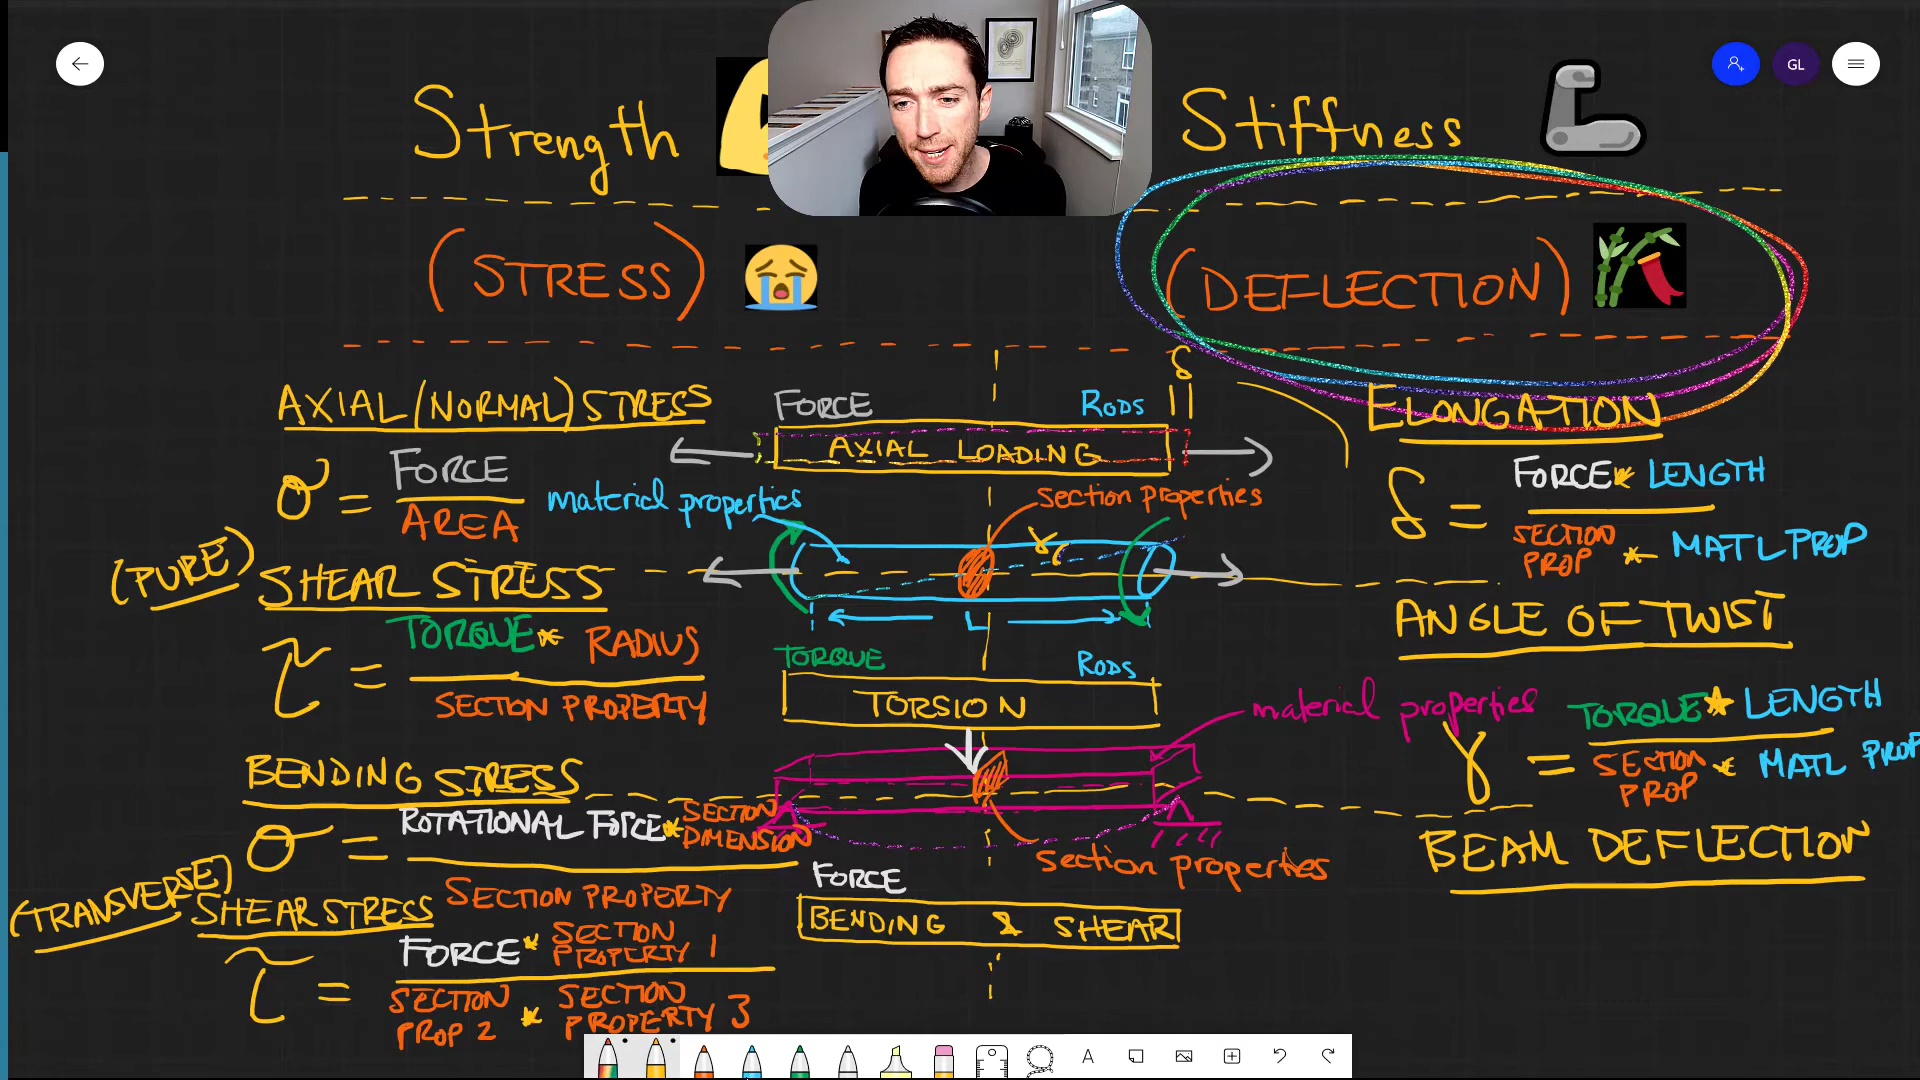 Strength
Stiffness
GL
(STRESS)
(DEFLECTION)
AXIAL (NORMAL) STRESS
σ = FORCE
AREA
FORCE
RODS
δ
AXIAL LOADING
ELONGATION
δ = FORCE * LENGTH
SECTION PROP * MATL PROP
material properties
section properties
γ
L
(PURE) SHEAR STRESS
τ = TORQUE * RADIUS
SECTION PROPERTY
TORQUE
RODS
TORSION
ANGLE OF TWIST
γ = TORQUE * LENGTH
SECTION PROP * MATL PROP
material properties
section properties
BENDING STRESS
σ = ROTATIONAL FORCE * SECTION DIMENSION
SECTION PROPERTY
FORCE
BENDING & SHEAR
BEAM DEFLECTION
(TRANSVERSE) SHEAR STRESS
τ = FORCE * SECTION PROPERTY 1
SECTION PROP 2 * SECTION PROPERTY 3
A